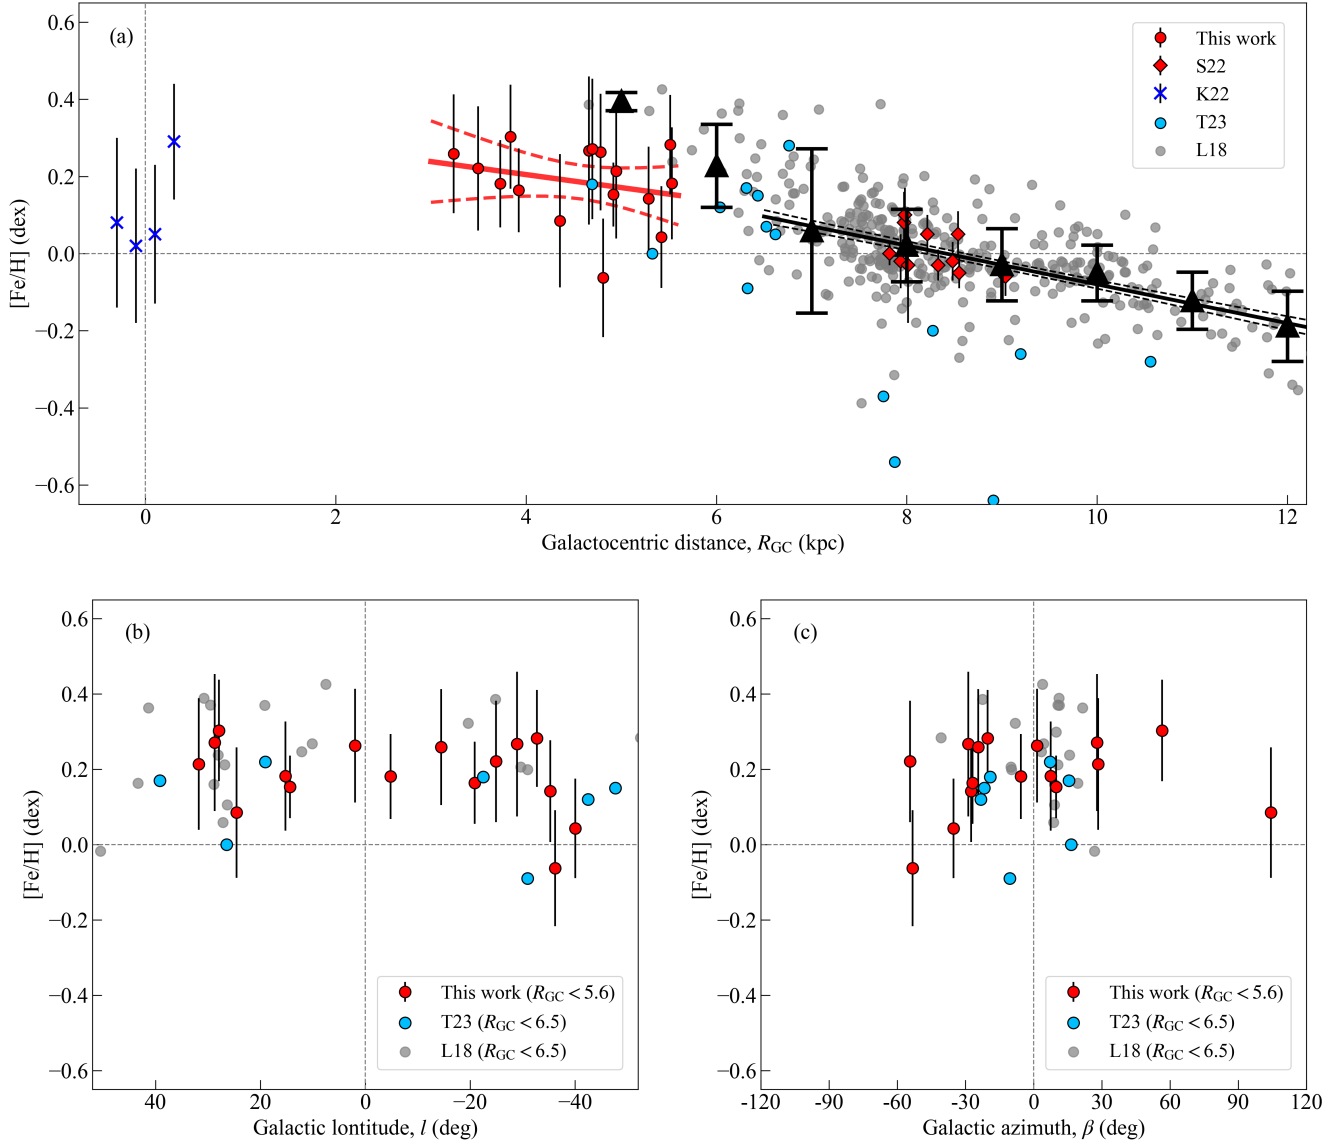 (a)
This work
S22
K22
T23
L18
0.6
0.4
0.2
0.0
−0.2
−0.4
−0.6
[Fe/H] (dex)
0 2 4 6 8 10 12
Galactocentric distance, RGC (kpc)
(b)
0.6
0.4
0.2
0.0
−0.2
−0.4
−0.6
[Fe/H] (dex)
This work (RGC < 5.6)
T23 (RGC < 6.5)
L18 (RGC < 6.5)
40 20 0 −20 −40
Galactic lontitude, l (deg)
(c)
0.6
0.4
0.2
0.0
−0.2
−0.4
−0.6
[Fe/H] (dex)
This work (RGC < 5.6)
T23 (RGC < 6.5)
L18 (RGC < 6.5)
-120 -90 -60 -30 0 30 60 90 120
Galactic azimuth, β (deg)